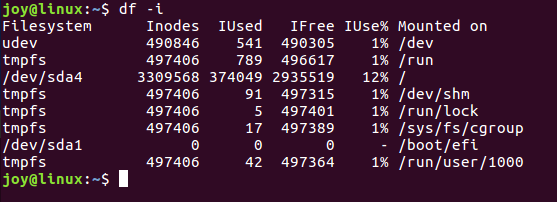 joy@linux:~$ df -i
Filesystem Inodes IUsed IFree IUse% Mounted on
udev 490846 541 490305 1% /dev
tmpfs 497406 789 496617 1% /run
/dev/sda4 3309568 374049 2935519 12% /
tmpfs 497406 91 497315 1% /dev/shm
tmpfs 497406 5 497401 1% /run/lock
tmpfs 497406 17 497389 1% /sys/fs/cgroup
/dev/sda1 0 0 0 - /boot/efi
tmpfs 497406 42 497364 1% /run/user/1000
joy@linux:~$